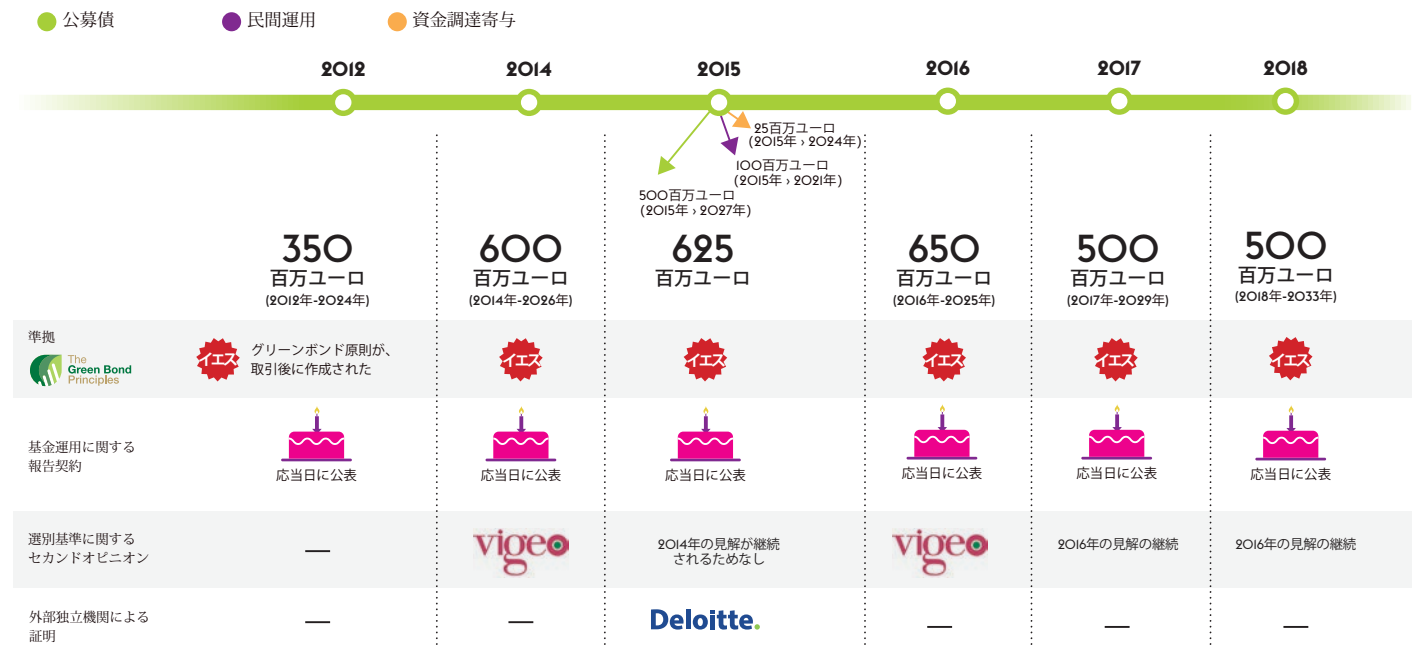 公募債
民間運用
資金調達寄与
2012
2014
2015
2016
2017
2018
25百万ユーロ
(2015年 › 2024年)
100百万ユーロ
(2015年 › 2021年)
500百万ユーロ
(2015年 › 2027年)
350
百万ユーロ
(2012年-2024年)
600
百万ユーロ
(2014年-2026年)
625
百万ユーロ
650
百万ユーロ
(2016年-2025年)
500
百万ユーロ
(2017年-2029年)
500
百万ユーロ
(2018年-2033年)
準拠
The
Green Bond
Principles
イエス
グリーンボンド原則が、
取引後に作成された
イエス
イエス
イエス
イエス
イエス
基金運用に関する
報告契約
応当日に公表
応当日に公表
応当日に公表
応当日に公表
応当日に公表
応当日に公表
選別基準に関する
セカンドオピニオン
—
vigeo
2014年の見解が継続
されるためなし
vigeo
2016年の見解の継続
2016年の見解の継続
外部独立機関による
証明
—
—
Deloitte.
—
—
—